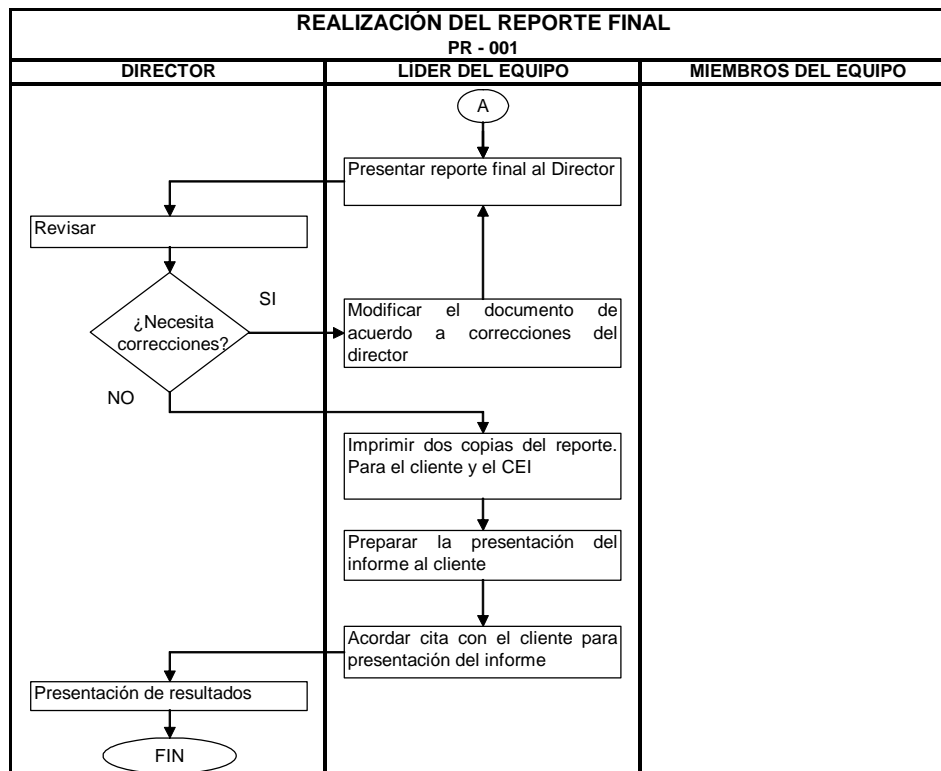 REALIZACIÓN DEL REPORTE FINAL
PR - 001
DIRECTOR
LÍDER DEL EQUIPO
MIEMBROS DEL EQUIPO
A
Presentar reporte final al Director
Revisar
¿Necesita
correcciones?
SI
Modificar el documento de
acuerdo a correcciones del
director
NO
Imprimir dos copias del reporte.
Para el cliente y el CEI
Preparar la presentación del
informe al cliente
Acordar cita con el cliente para
presentación del informe
Presentación de resultados
FIN